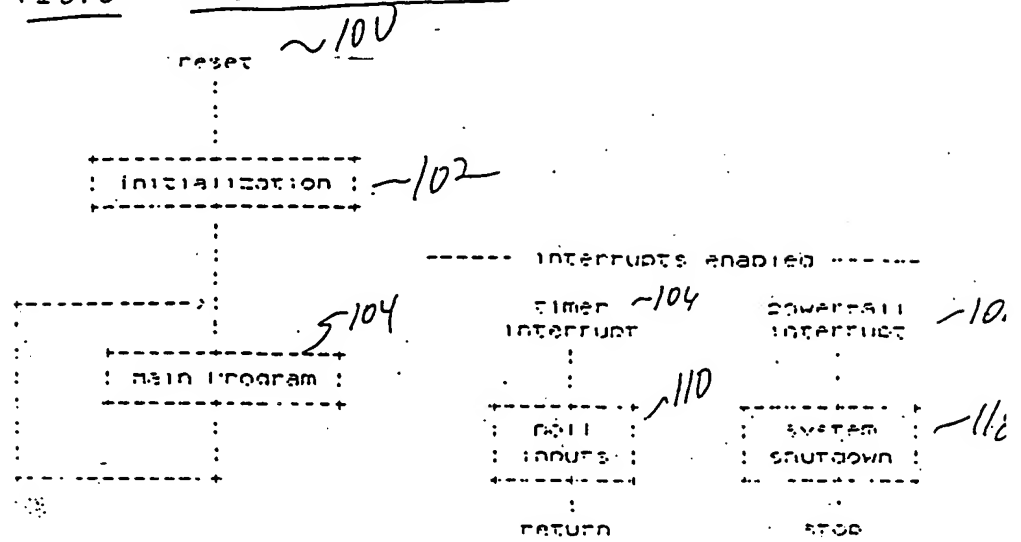 reset ~100
initialization ~102
interrupts enabled
timer interrupt ~104
powerfail interrupt
104
Main Program
poll inputs 110
system shutdown
return
stop